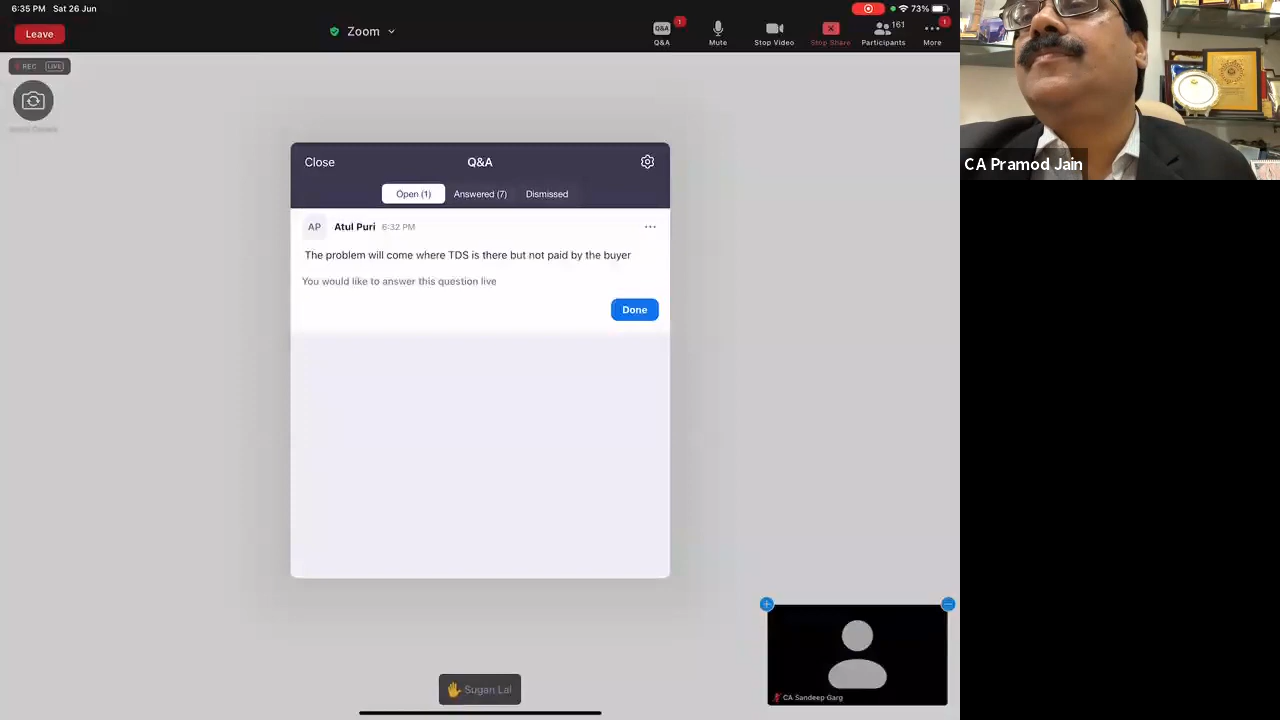 6:35 PM Sat 26 Jun
73%
Leave
Zoom
Q&A
1
Q&A
Mute
Stop Video
Stop Share
161
Participants
1
More
REC LIVE
Close
Q&A
Open (1)
Answered (7)
Dismissed
AP
Atul Puri 6:32 PM
The problem will come where TDS is there but not paid by the buyer
You would like to answer this question live
Done
Sugan Lal
CA Sandeep Garg
CA Pramod Jain